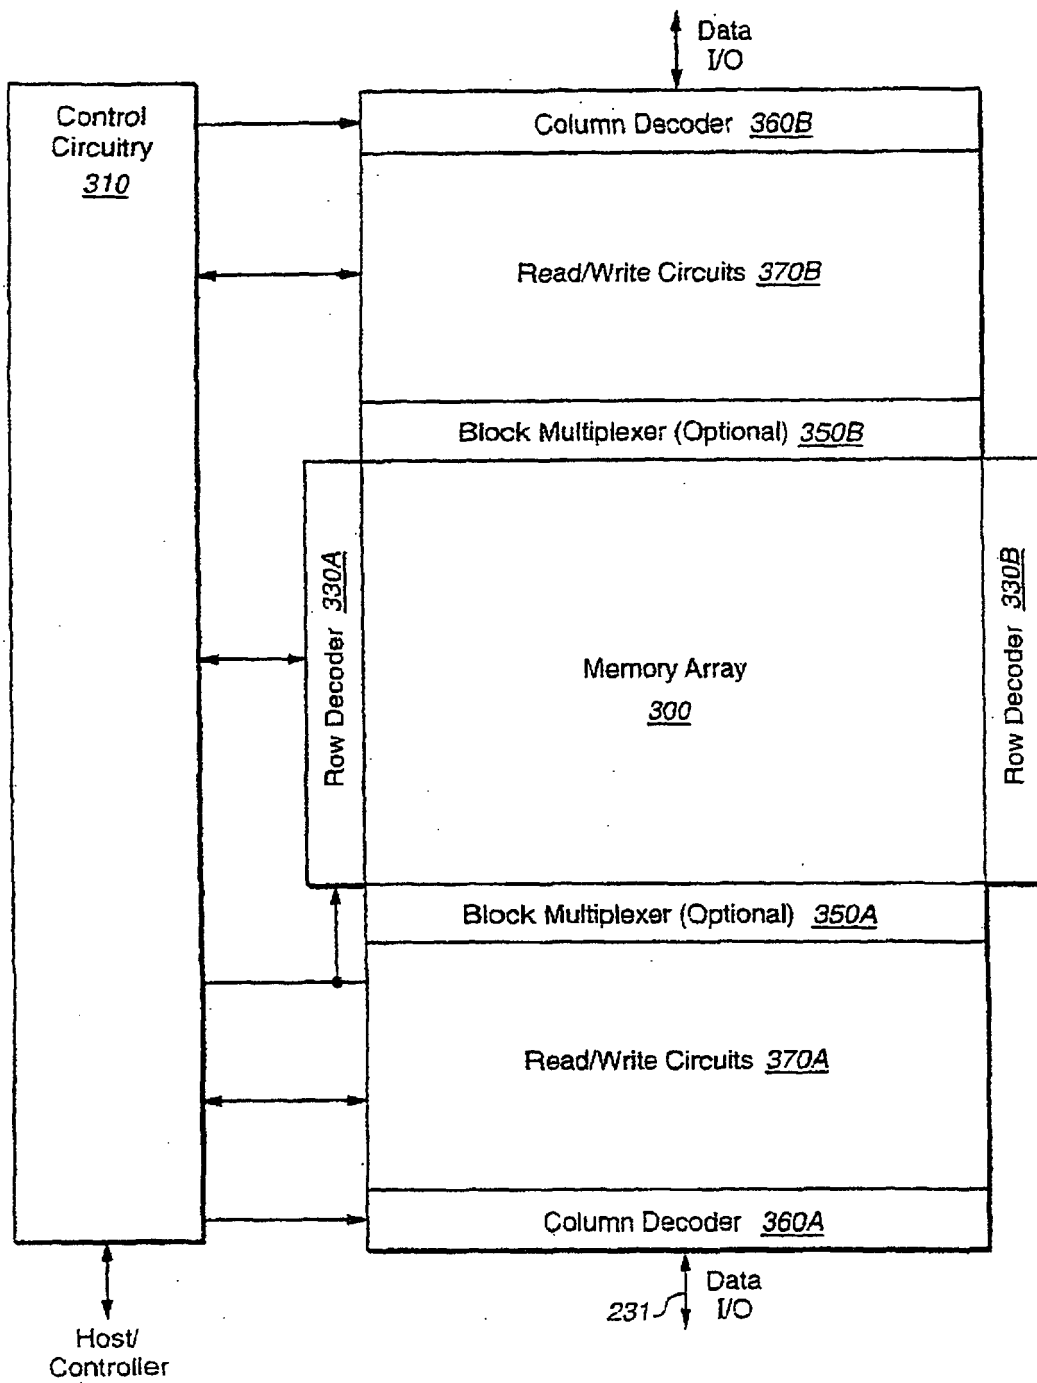 Data
I/O
Control
Circuitry
310
Column Decoder 360B
Read/Write Circuits 370B
Block Multiplexer (Optional) 350B
Row Decoder 330A
Memory Array
300
Row Decoder 330B
Block Multiplexer (Optional) 350A
Read/Write Circuits 370A
Column Decoder 360A
231
Data
I/O
Host/
Controller